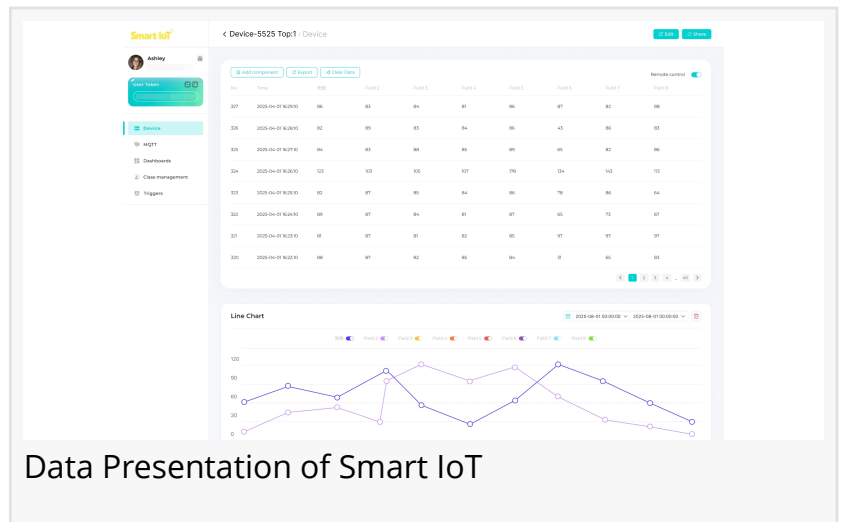 Smart IoT
< Device-5525 Top:1 / Device
Edit
Share
Ashley
User Token
Device
MQTT
Dashboards
Class management
Triggers
Add component
Export
Clear Data
Remote control
No. Time Field 2 Field 3 Field 4 Field 5 Field 6 Field 7 Field 8
327 2025-04-01 16:29:10 86 83 84 81 86 87 82 88
326 2025-04-01 16:28:10 82 89 83 84 86 43 86 83
325 2025-04-01 16:27:10 84 83 88 85 89 65 82 86
324 2025-04-01 16:26:10 123 103 105 107 178 134 143 113
323 2025-04-01 16:25:10 82 87 85 84 86 78 86 64
322 2025-04-01 16:24:10 89 87 84 81 87 65 73 67
321 2025-04-01 16:23:10 81 87 81 82 85 97 97 97
320 2025-04-01 16:22:10 88 87 82 85 84 31 65 83
< 1 2 3 4 ... 40 >
Line Chart
2025-08-01 00:00:00
2025-08-01 00:00:00
Field 2 Field 3 Field 4 Field 5 Field 6 Field 7 Field 8
120
90
60
30
0
Data Presentation of Smart IoT